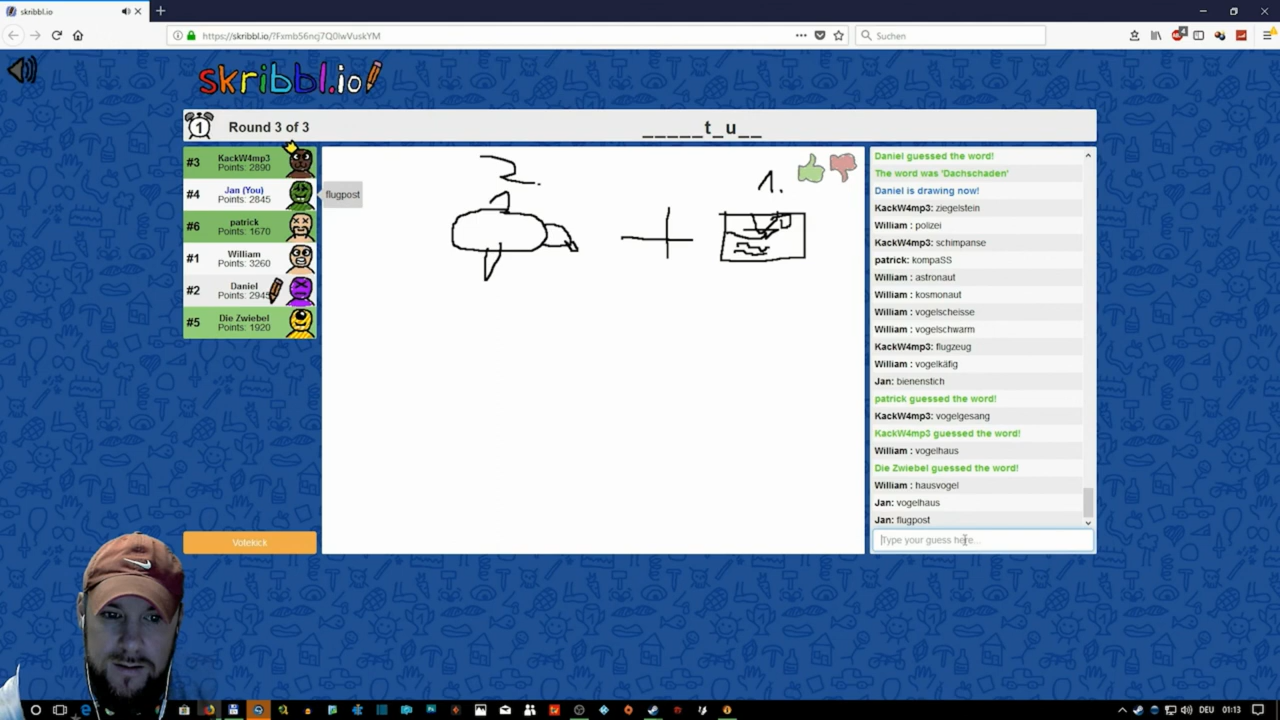 skribbl.io
https://skribbl.io/?Fxmb56ncj7Q0iwVuskYM
Suchen
skribbl.io
1
Round 3 of 3
_____t_u__
#3 KackW4mp3
Points: 2890
#4 Jan (You)
Points: 2845
flugpost
#6 patrick
Points: 1670
#1 William
Points: 3260
#2 Daniel
Points: 2945
#5 Die Zwiebel
Points: 1920
Votekick
2.
1.
Daniel guessed the word!
The word was 'Dachschaden'
Daniel is drawing now!
KackW4mp3: ziegelstein
William : polizei
KackW4mp3: schimpanse
patrick: kompaSS
William : astronaut
William : kosmonaut
William : vogelscheisse
William : vogelschwarm
KackW4mp3: flugzeug
William : vogelkäfig
Jan: bienenstich
patrick guessed the word!
KackW4mp3: vogelgesang
KackW4mp3 guessed the word!
William : vogelhaus
Die Zwiebel guessed the word!
William : hausvogel
Jan: vogelhaus
Jan: flugpost
Type your guess here...
DEU
01:13